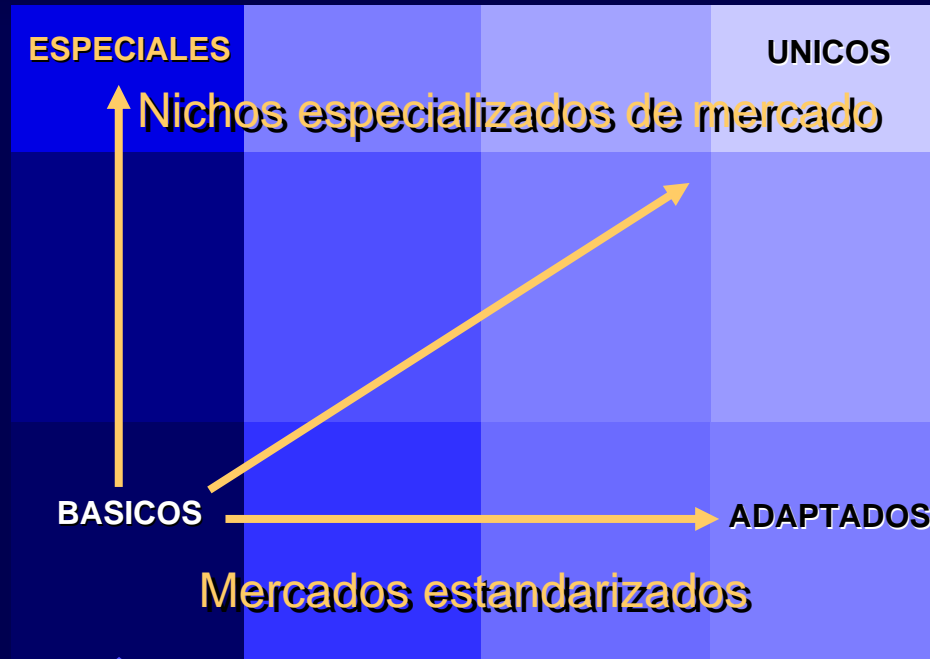 ESPECIALES
UNICOS
Nichos especializados de mercado
BASICOS
ADAPTADOS
Mercados estandarizados